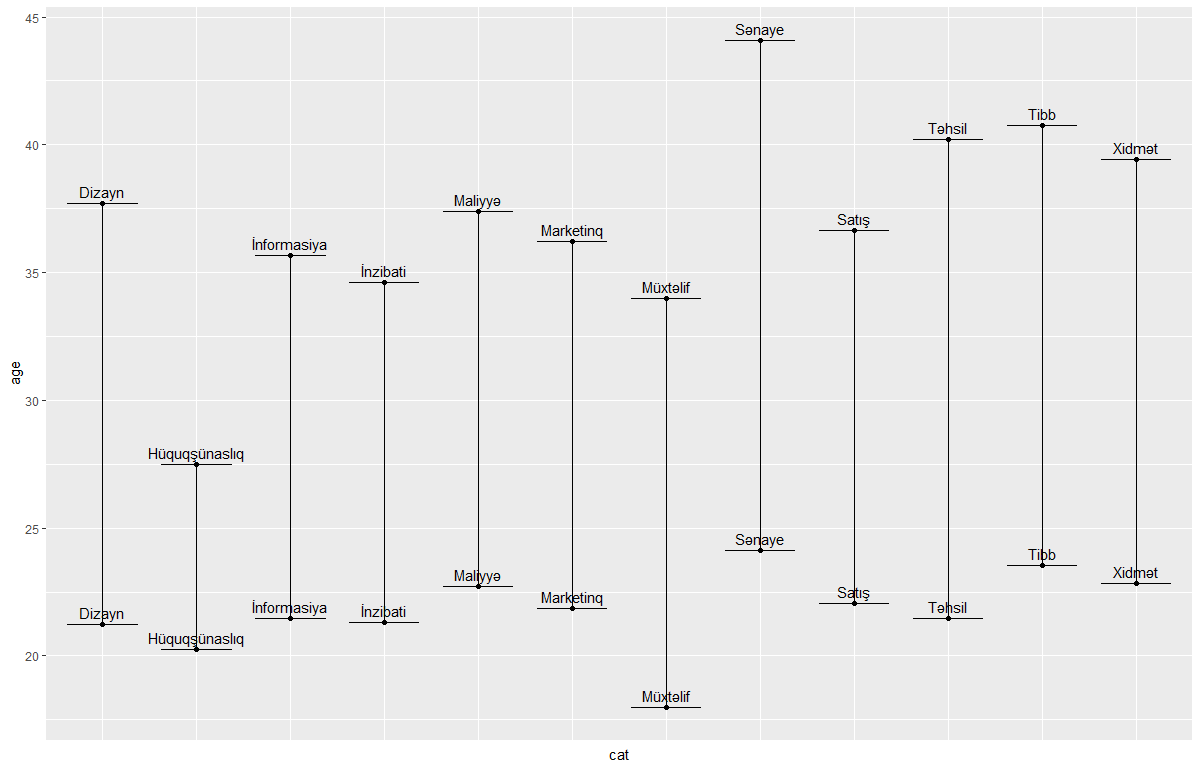 45
Sənaye
Tibb
40
Təhsil
Xidmət
Dizayn
Maliyyə
Satış
Marketinq
İnformasiya
35
İnzibati
Müxtəlif
age
30
Hüquqşünaslıq
25
Sənaye
Tibb
Xidmət
Maliyyə
Satış
Marketinq
İnformasiya
Təhsil
İnzibati
Dizayn
Hüquqşünaslıq
20
Müxtəlif
cat